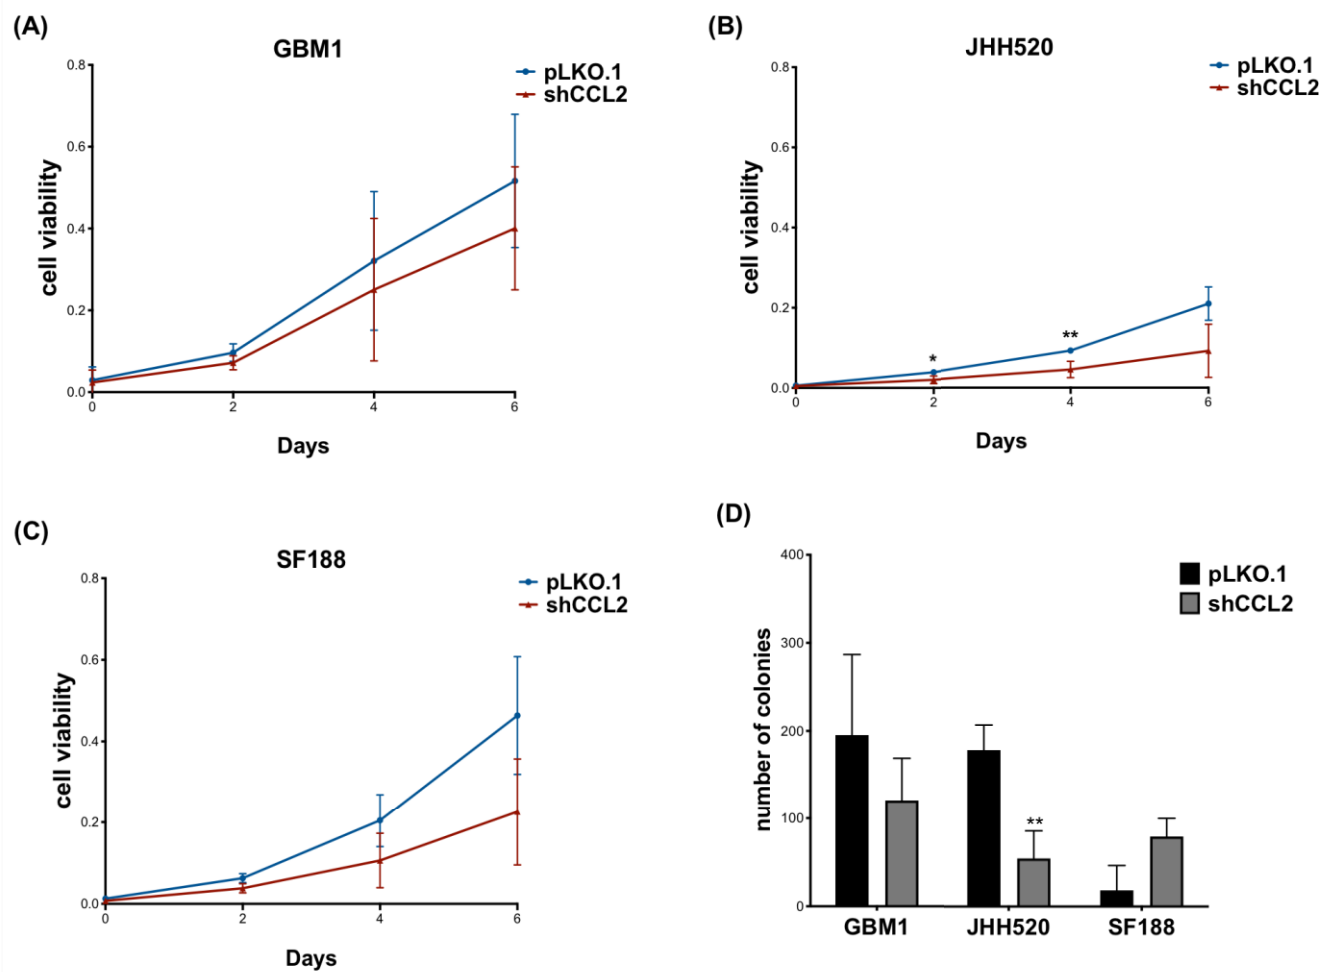 (A)
GBM1
pLKO.1
shCCL2
cell viability
0.8
0.6
0.4
0.2
0.0
0 2 4 6
Days
(B)
JHH520
pLKO.1
shCCL2
cell viability
0.8
0.6
0.4
0.2
0.0
*
**
0 2 4 6
Days
(C)
SF188
pLKO.1
shCCL2
cell viability
0.8
0.6
0.4
0.2
0.0
0 2 4 6
Days
(D)
pLKO.1
shCCL2
number of colonies
400
300
200
100
0
**
GBM1 JHH520 SF188